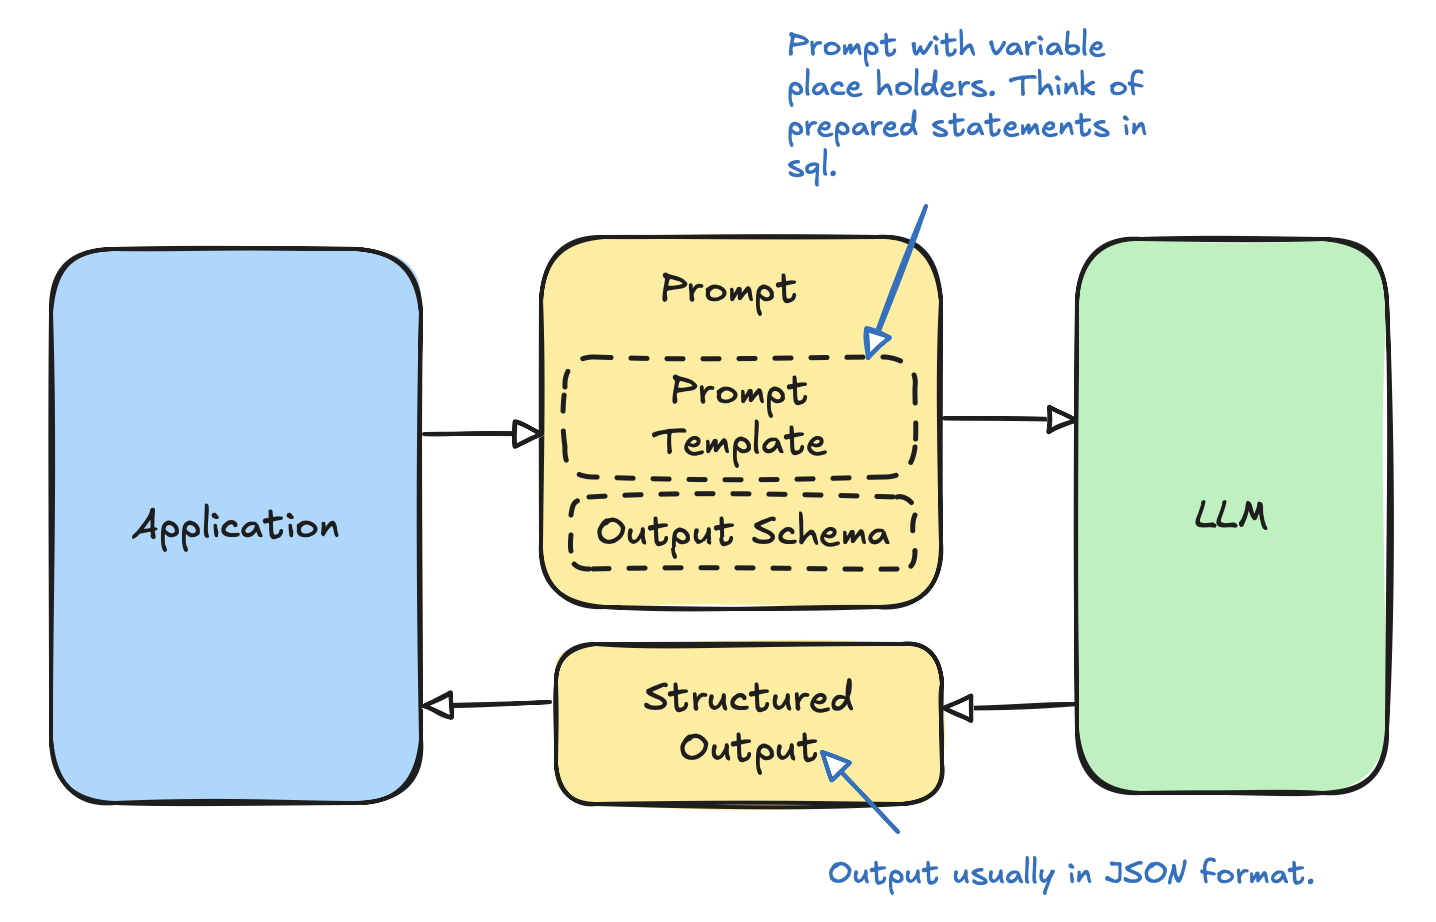 Prompt with variable
place holders. Think of
prepared statements in
sql.
Prompt
Prompt
Template
Output Schema
Application
LLM
Structured
Output
Output usually in JSON format.